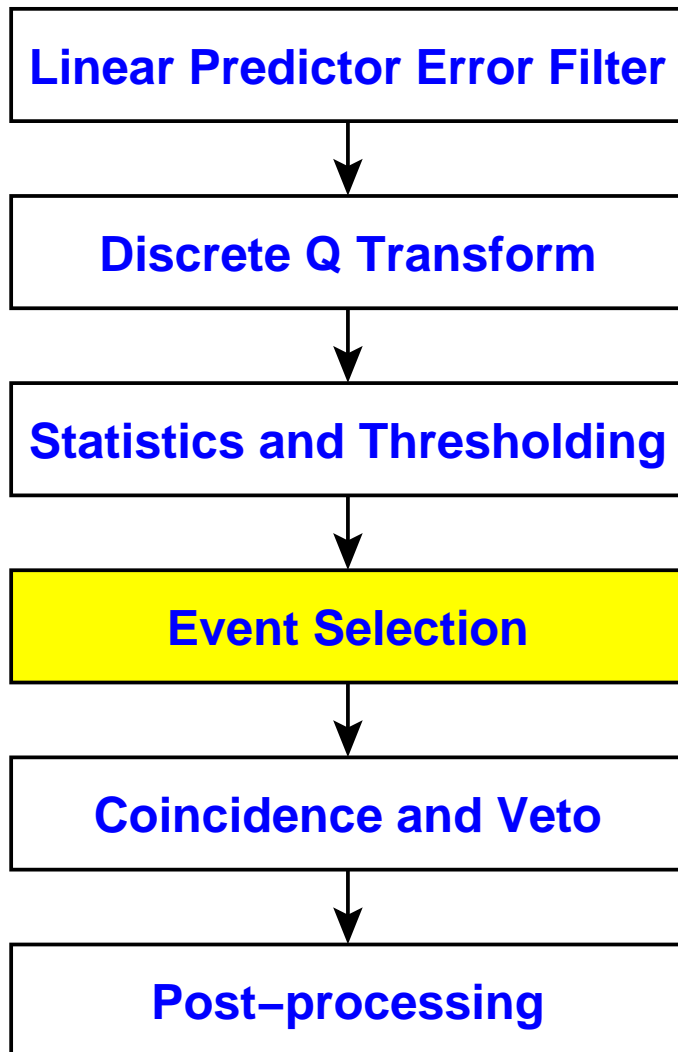 Linear Predictor Error Filter
Discrete Q Transform
Statistics and Thresholding
Event Selection
Coincidence and Veto
Post−processing